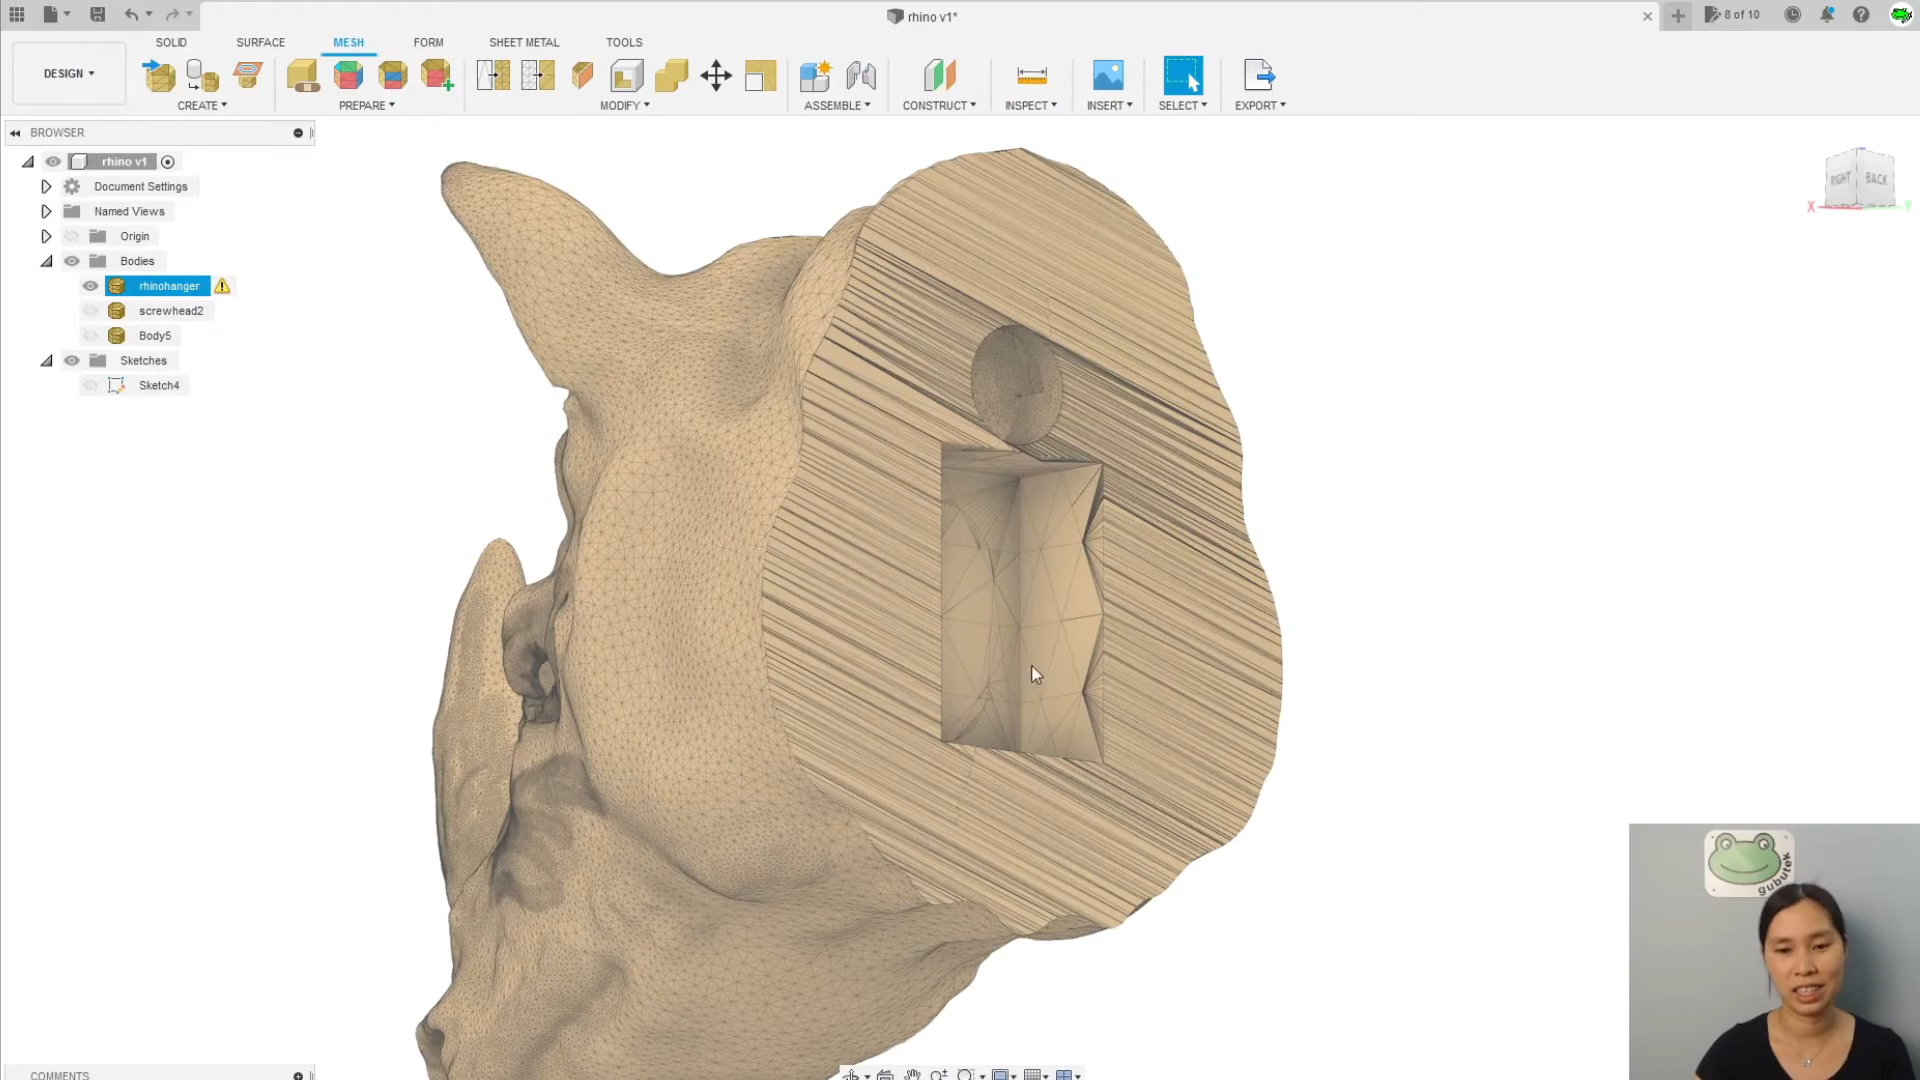 rhino v1*
8 of 10
SOLID
SURFACE
MESH
FORM
SHEET METAL
TOOLS
DESIGN
CREATE
PREPARE
MODIFY
ASSEMBLE
CONSTRUCT
INSPECT
INSERT
SELECT
EXPORT
BROWSER
rhino v1
Document Settings
Named Views
Origin
Bodies
rhinohanger
screwhead2
Body5
Sketches
Sketch4
RIGHT
BACK
X
Y
gubutek
COMMENTS